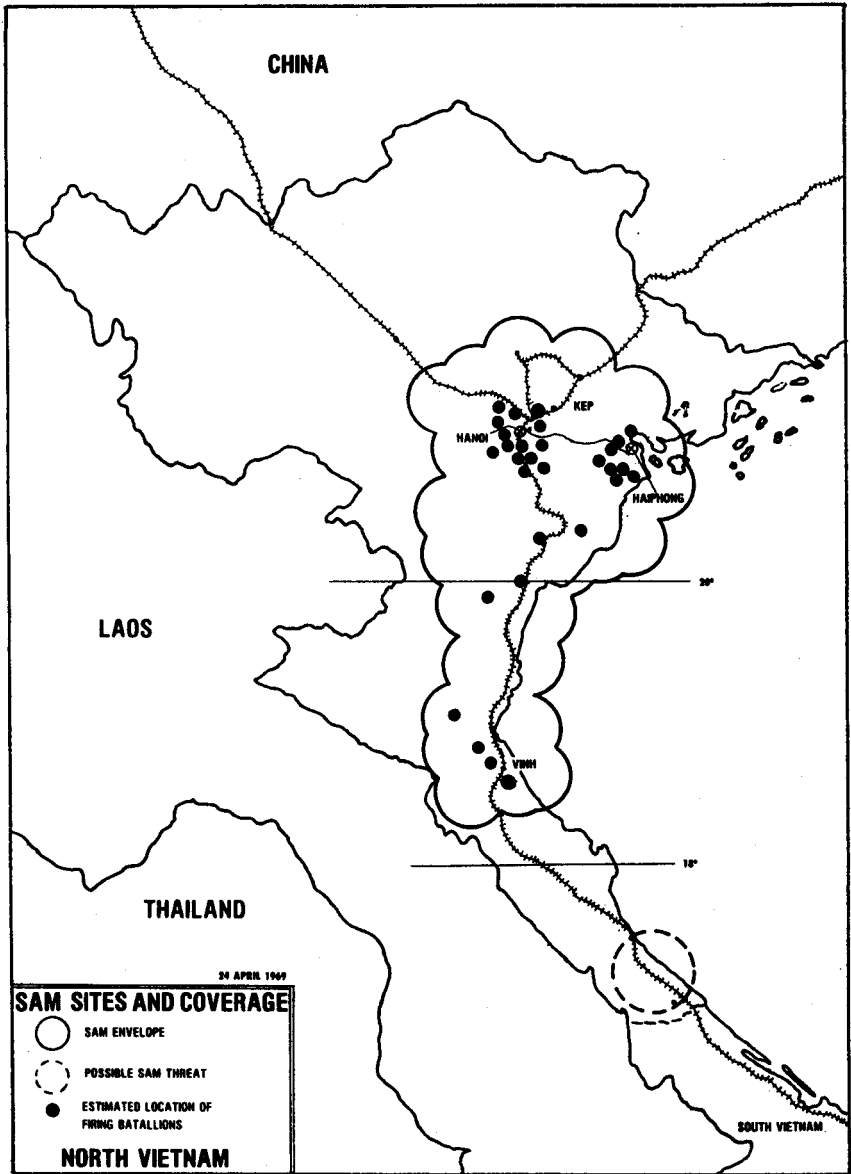 CHINA
KEP
HANOI
HAIPHONG
20°
LAOS
VINH
18°
THAILAND
24 APRIL 1969
SAM SITES AND COVERAGE
SAM ENVELOPE
POSSIBLE SAM THREAT
ESTIMATED LOCATION OF
FIRING BATALLIONS
NORTH VIETNAM
SOUTH VIETNAM